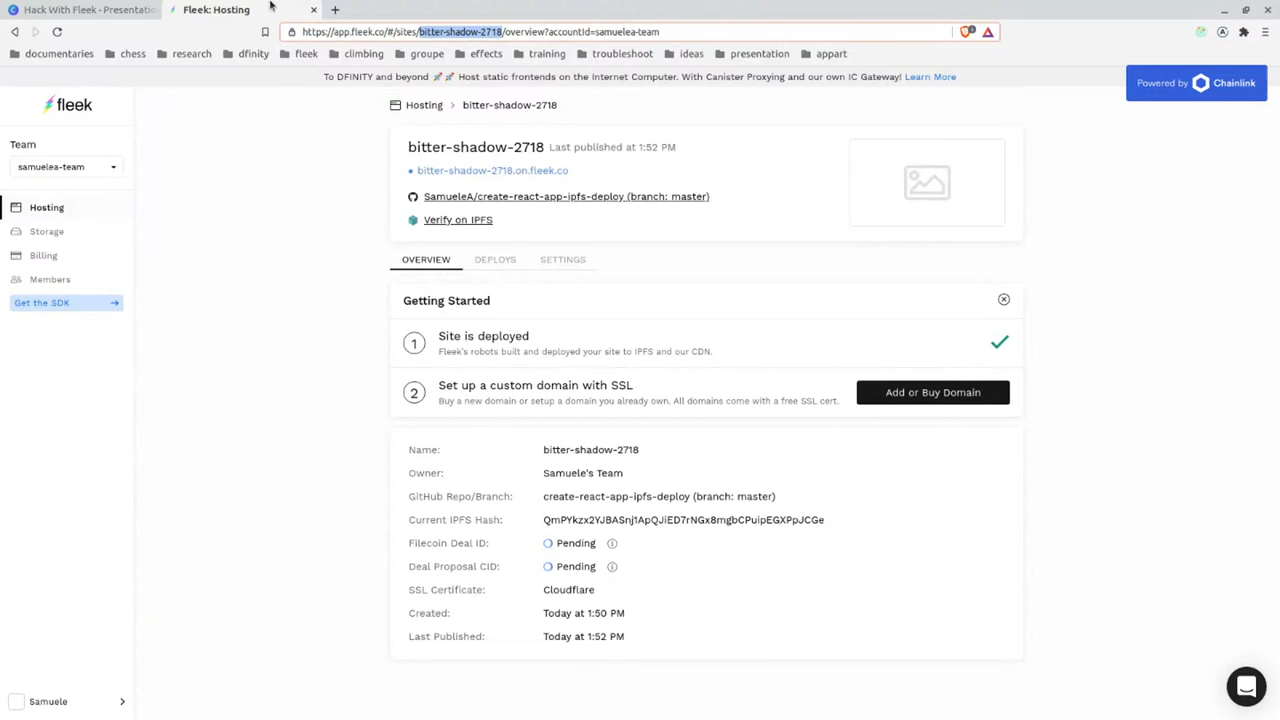 Hack With Fleek - Presentatio
Fleek: Hosting
https://app.fleek.co/#/sites/bitter-shadow-2718/overview?accountId=samuelea-team
documentaries
chess
research
dfinity
fleek
climbing
groupe
effects
training
troubleshoot
ideas
presentation
appart
To DFINITY and beyond 🚀🚀 Host static frontends on the Internet Computer. With Canister Proxying and our own IC Gateway! Learn More
Powered by Chainlink
fleek
Hosting > bitter-shadow-2718
Team
samuelea-team
Hosting
Storage
Billing
Members
Get the SDK →
bitter-shadow-2718 Last published at 1:52 PM
bitter-shadow-2718.on.fleek.co
SamueleA/create-react-app-ipfs-deploy (branch: master)
Verify on IPFS
OVERVIEW DEPLOYS SETTINGS
Getting Started
1 Site is deployed
Fleek's robots built and deployed your site to IPFS and our CDN.
2 Set up a custom domain with SSL
Buy a new domain or setup a domain you already own. All domains come with a free SSL cert.
Add or Buy Domain
Name: bitter-shadow-2718
Owner: Samuele's Team
GitHub Repo/Branch: create-react-app-ipfs-deploy (branch: master)
Current IPFS Hash: QmPYkzx2YJBASnj1ApQJiED7rNGx8mgbCPuipEGXPpJCGe
Filecoin Deal ID: Pending
Deal Proposal CID: Pending
SSL Certificate: Cloudflare
Created: Today at 1:50 PM
Last Published: Today at 1:52 PM
Samuele